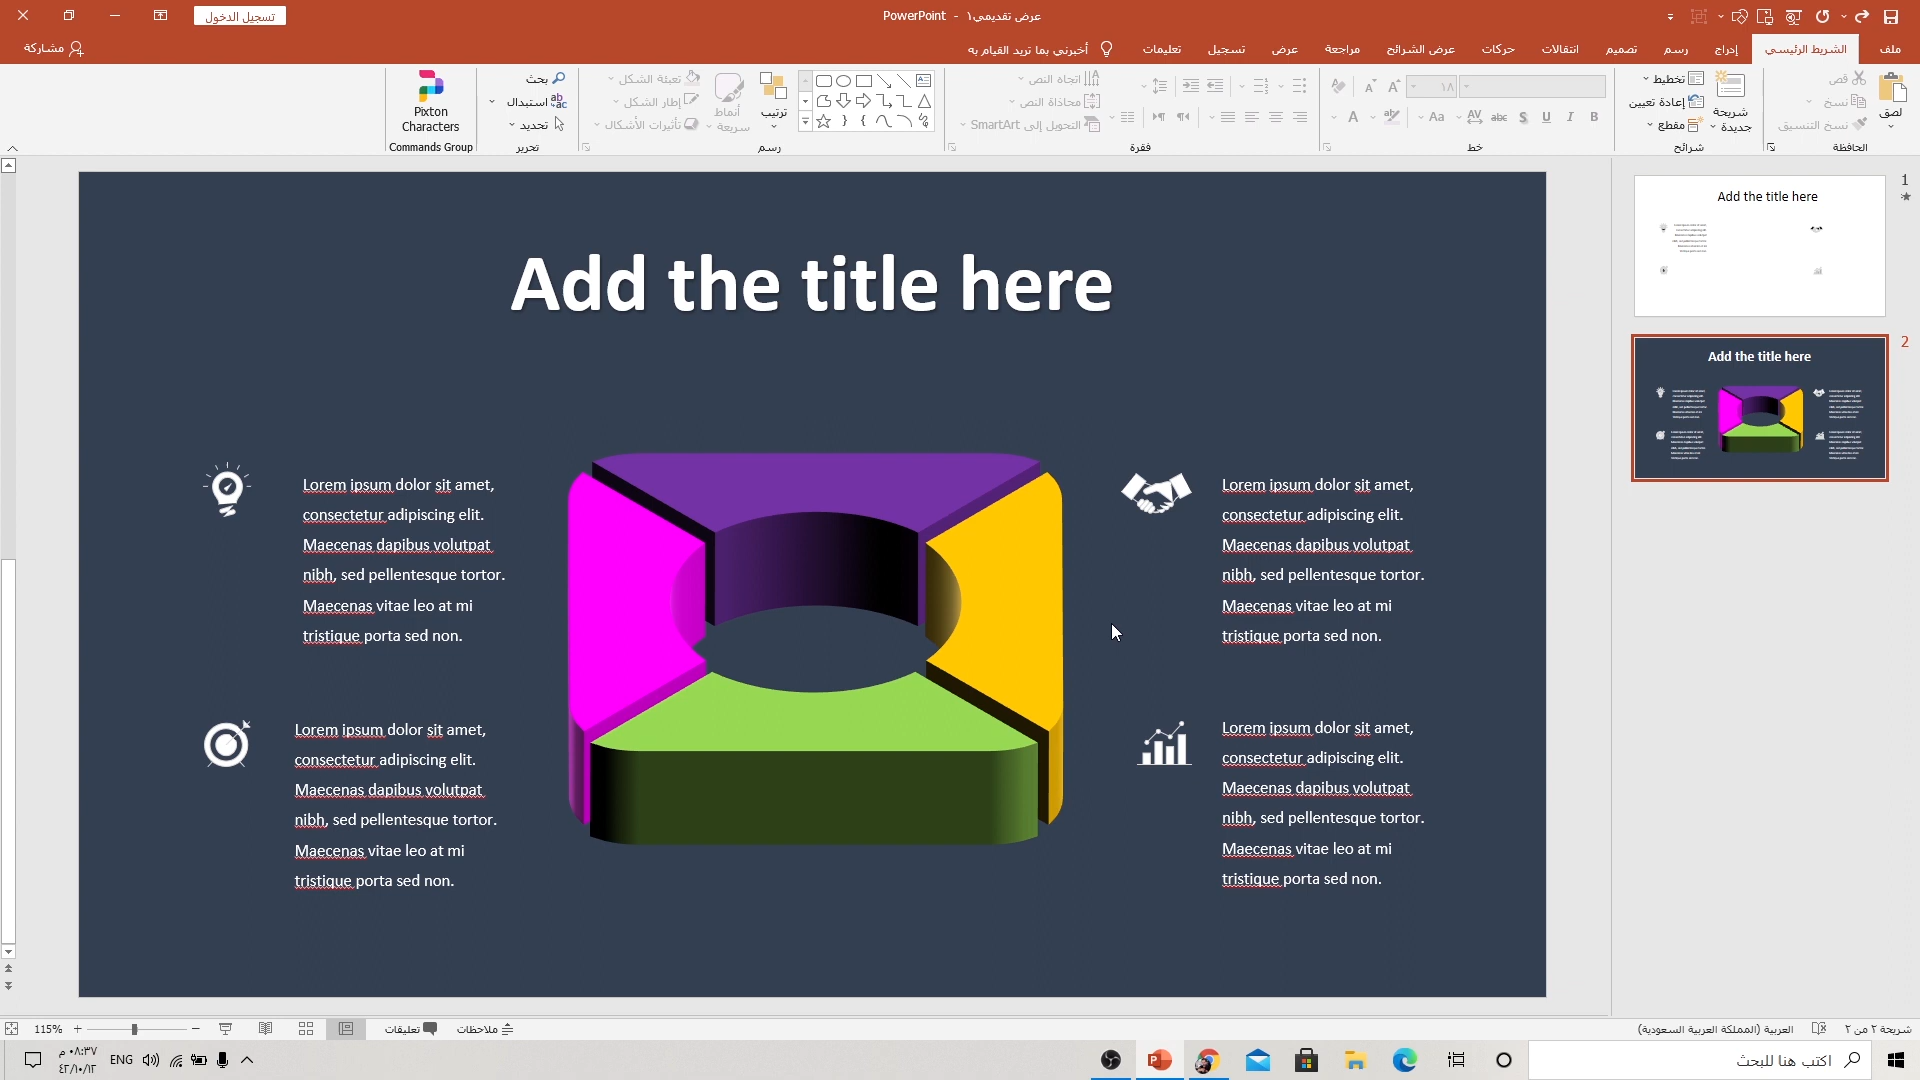 تسجيل الدخول
عرض تقديمي١ - PowerPoint
ملف
الشريط الرئيسي
إدراج
رسم
تصميم
انتقالات
حركات
عرض الشرائح
مراجعة
عرض
تسجيل
تعليمات
أخبرني بما تريد القيام به
مشاركة
لصق
قص
نسخ
نسخ التنسيق
الحافظة
شريحة جديدة
تخطيط
إعادة تعيين
مقطع
شرائح
١٨
خط
اتجاه النص
محاذاة النص
التحويل إلى SmartArt
فقرة
ترتيب
أنماط سريعة
تعبئة الشكل
إطار الشكل
تأثيرات الأشكال
رسم
بحث
استبدال
تحديد
تحرير
Pixton
Characters
Commands Group
Add the title here
Lorem ipsum dolor sit amet,
consectetur adipiscing elit.
Maecenas dapibus volutpat
nibh, sed pellentesque tortor.
Maecenas vitae leo at mi
tristique porta sed non.
Lorem ipsum dolor sit amet,
consectetur adipiscing elit.
Maecenas dapibus volutpat
nibh, sed pellentesque tortor.
Maecenas vitae leo at mi
tristique porta sed non.
Lorem ipsum dolor sit amet,
consectetur adipiscing elit.
Maecenas dapibus volutpat
nibh, sed pellentesque tortor.
Maecenas vitae leo at mi
tristique porta sed non.
Lorem ipsum dolor sit amet,
consectetur adipiscing elit.
Maecenas dapibus volutpat
nibh, sed pellentesque tortor.
Maecenas vitae leo at mi
tristique porta sed non.
1
Add the title here
2
Add the title here
شريحة ٢ من ٢
العربية (المملكة العربية السعودية)
ملاحظات
تعليقات
115%
اكتب هنا للبحث
ENG
٠٨:٣٧ م
٤٢/١٠/١٢